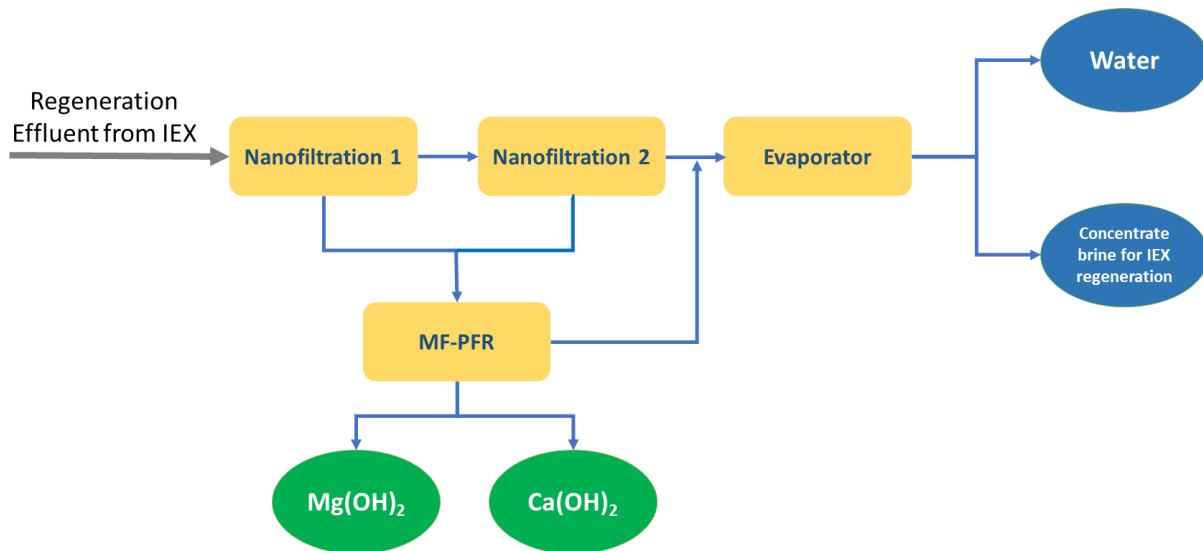 Water
Regeneration
Effluent from IEX
Nanofiltration 1
Nanofiltration 2
Evaporator
Concentrate
brine for IEX
regeneration
MF-PFR
Mg(OH)₂
Ca(OH)₂